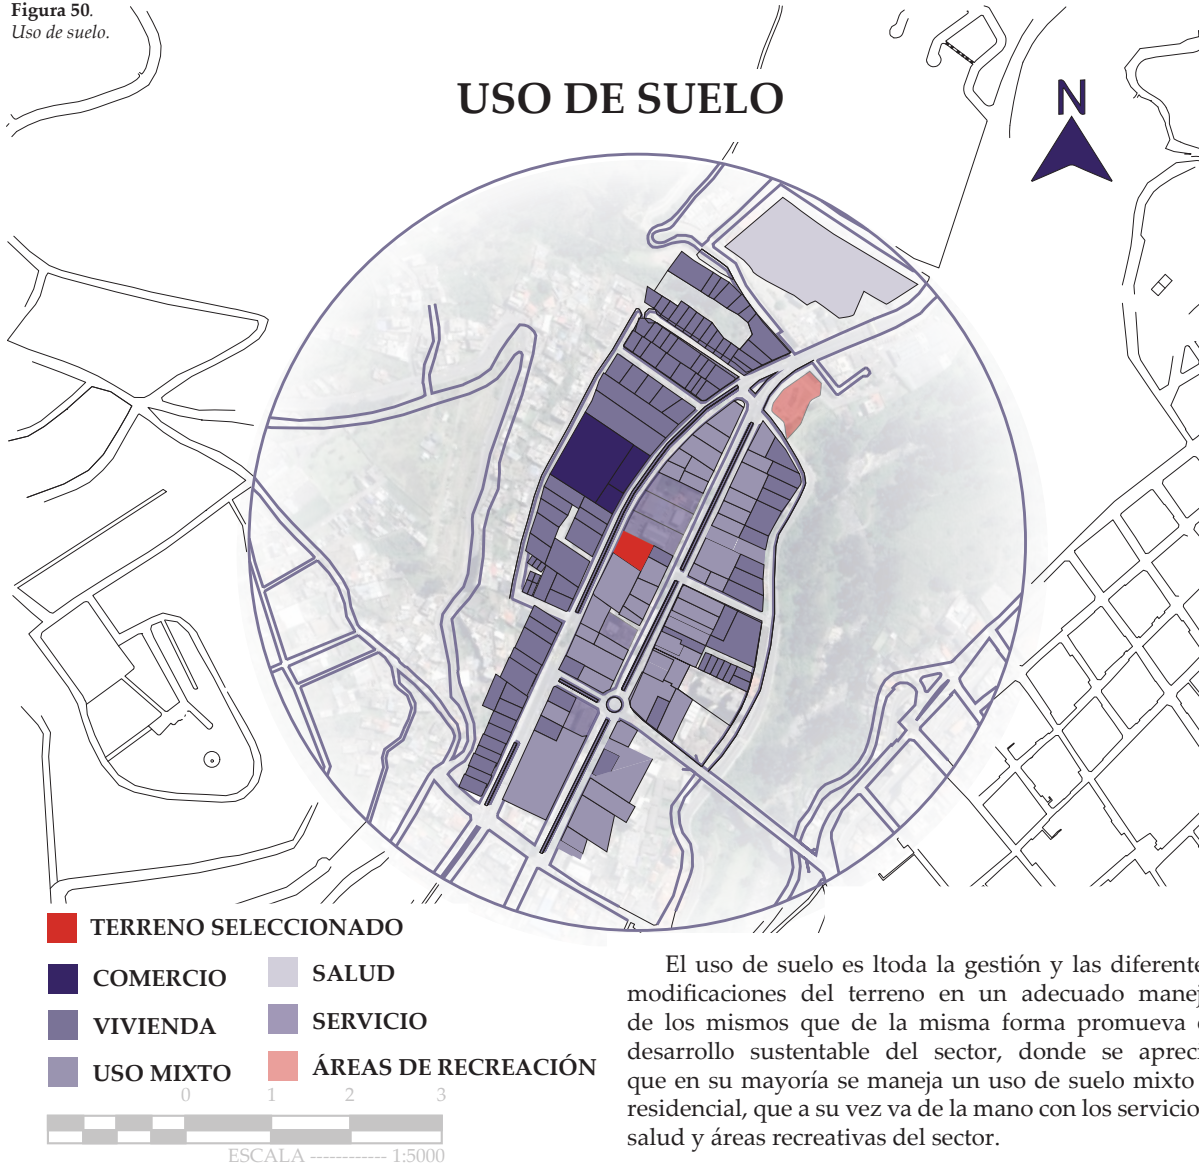 Figura 50.
Uso de suelo.
USO DE SUELO
N
TERRENO SELECCIONADO
COMERCIO
SALUD
VIVIENDA
SERVICIO
USO MIXTO
ÁREAS DE RECREACIÓN
0 1 2 3
ESCALA ------------ 1:5000
El uso de suelo es ltoda la gestión y las diferente
modificaciones del terreno en un adecuado manej
de los mismos que de la misma forma promueva e
desarrollo sustentable del sector, donde se apreci
que en su mayoría se maneja un uso de suelo mixto
residencial, que a su vez va de la mano con los servicio
salud y áreas recreativas del sector.